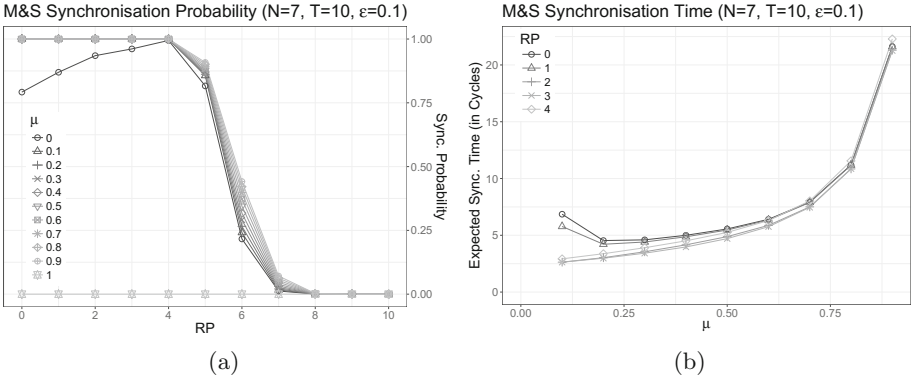 M&S Synchronisation Probability (N=7, T=10, ε=0.1)
1.00
0.75
0.50
0.25
0.00
Sync. Probability
μ
0
0.1
0.2
0.3
0.4
0.5
0.6
0.7
0.8
0.9
1
0 2 4 6 8 10
RP
(a)
M&S Synchronisation Time (N=7, T=10, ε=0.1)
Expected Sync. Time (in Cycles)
20
15
10
5
0
RP
0
1
2
3
4
0.00 0.25 0.50 0.75
μ
(b)